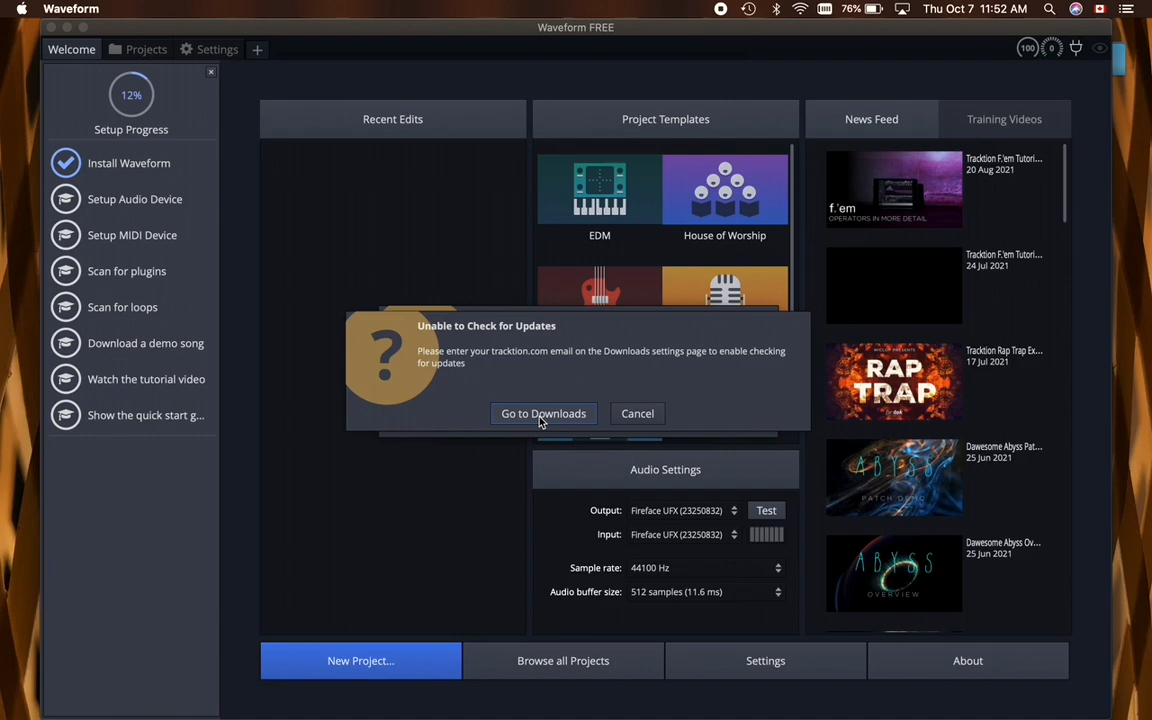 Waveform
76%
Thu Oct 7 11:52 AM
Waveform FREE
Welcome
Projects
Settings
+
100
0
12%
Setup Progress
Install Waveform
Setup Audio Device
Setup MIDI Device
Scan for plugins
Scan for loops
Download a demo song
Watch the tutorial video
Show the quick start g...
Recent Edits
Project Templates
EDM
House of Worship
News Feed
Training Videos
f.'em
OPERATORS IN MORE DETAIL
Tracktion F.'em Tutori...
20 Aug 2021
Tracktion F.'em Tutori...
24 Jul 2021
RAP
TRAP
Tracktion Rap Trap Ex...
17 Jul 2021
ABYSS
PATCH DEMO
Dawesome Abyss Pat...
25 Jun 2021
ABYSS
OVERVIEW
Dawesome Abyss Ov...
25 Jun 2021
?
Unable to Check for Updates
Please enter your tracktion.com email on the Downloads settings page to enable checking
for updates
Go to Downloads
Cancel
Audio Settings
Output: Fireface UFX (23250832)
Test
Input: Fireface UFX (23250832)
Sample rate: 44100 Hz
Audio buffer size: 512 samples (11.6 ms)
New Project...
Browse all Projects
Settings
About